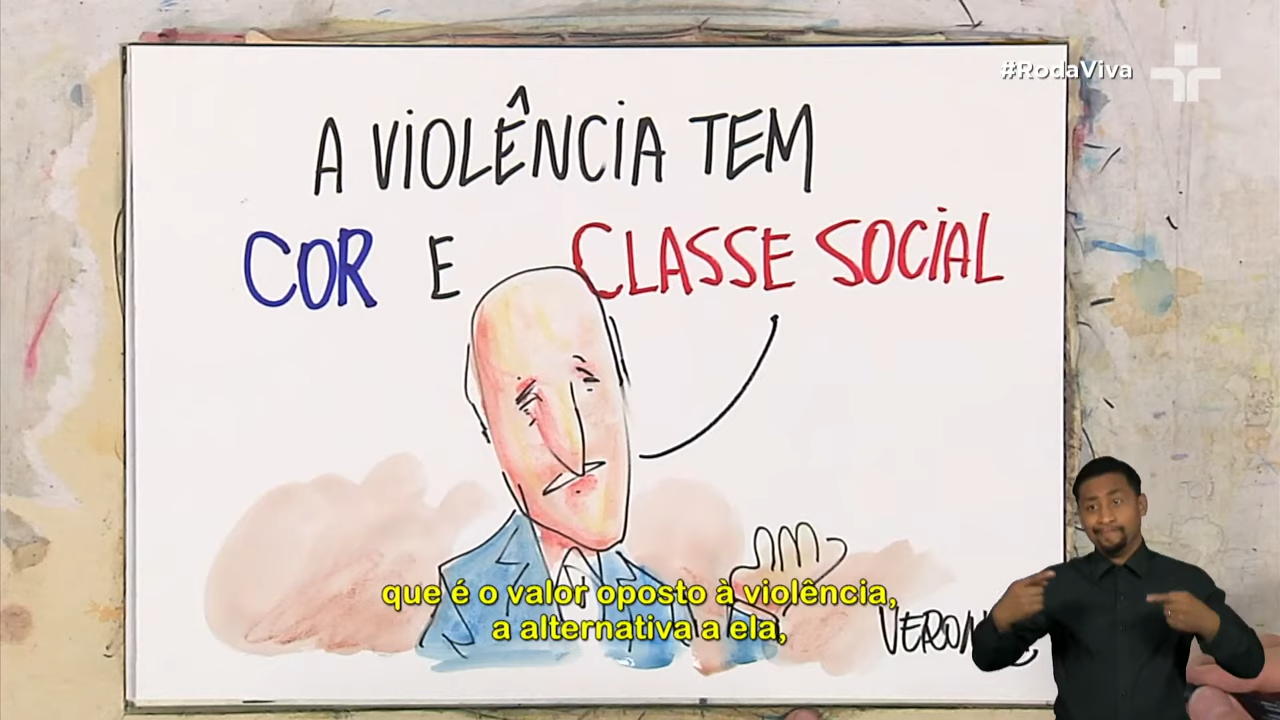 #RodaViva
A VIOLÊNCIA TEM
COR E CLASSE SOCIAL
que é o valor oposto à violência,
a alternativa a ela,